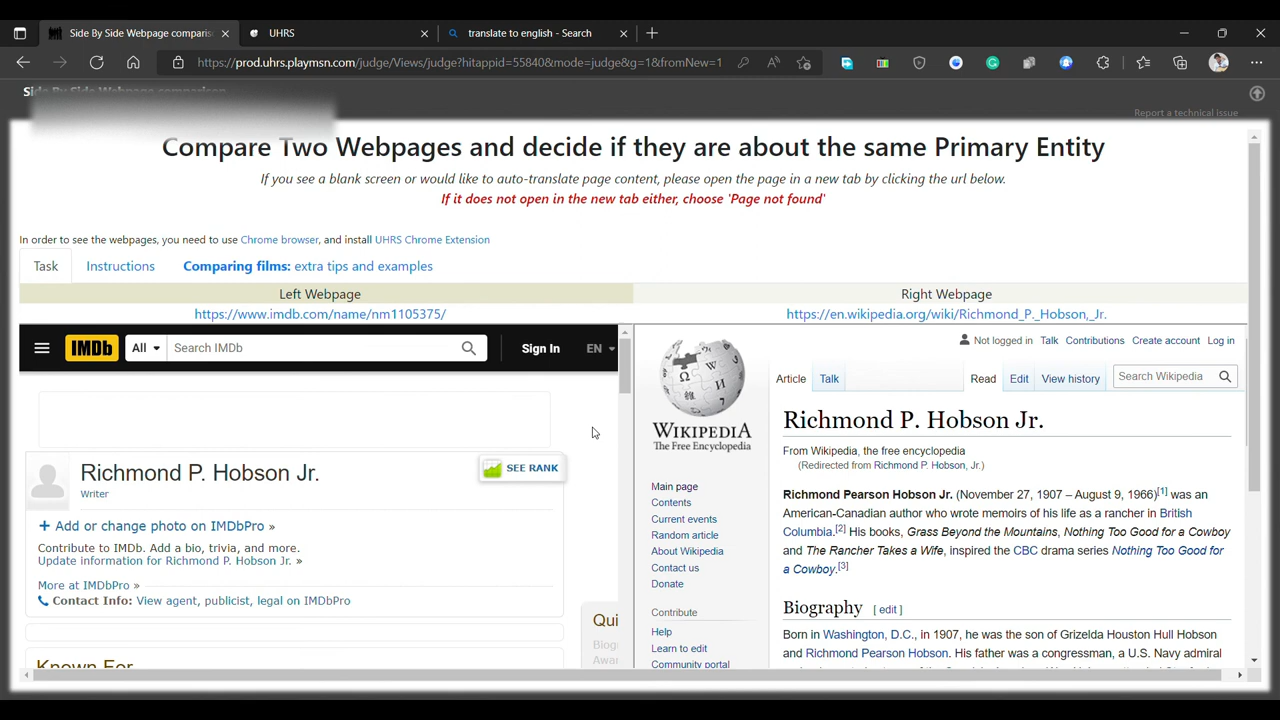 Side By Side Webpage comparis
UHRS
translate to english - Search
https://prod.uhrs.playmsn.com/judge/Views/judge?hitappid=55840&mode=judge&g=1&fromNew=1
Side By Side Webpage comparison
Report a technical issue
Compare Two Webpages and decide if they are about the same Primary Entity
If you see a blank screen or would like to auto-translate page content, please open the page in a new tab by clicking the url below.
If it does not open in the new tab either, choose 'Page not found'
In order to see the webpages, you need to use Chrome browser, and install UHRS Chrome Extension
Task Instructions Comparing films: extra tips and examples
Left Webpage
https://www.imdb.com/name/nm1105375/
IMDb All Search IMDb Sign In EN
Richmond P. Hobson Jr.
SEE RANK
Writer
+ Add or change photo on IMDbPro »
Contribute to IMDb. Add a bio, trivia, and more.
Update information for Richmond P. Hobson Jr. »
More at IMDbPro »
Contact Info: View agent, publicist, legal on IMDbPro
Qui
Biog
Awar
Known For
Right Webpage
https://en.wikipedia.org/wiki/Richmond_P._Hobson,_Jr.
Not logged in Talk Contributions Create account Log in
Article Talk Read Edit View history Search Wikipedia
WIKIPEDIA
The Free Encyclopedia
Main page
Contents
Current events
Random article
About Wikipedia
Contact us
Donate
Contribute
Help
Learn to edit
Community portal
Richmond P. Hobson Jr.
From Wikipedia, the free encyclopedia
(Redirected from Richmond P. Hobson, Jr.)
Richmond Pearson Hobson Jr. (November 27, 1907 – August 9, 1966)[1] was an
American-Canadian author who wrote memoirs of his life as a rancher in British
Columbia.[2] His books, Grass Beyond the Mountains, Nothing Too Good for a Cowboy
and The Rancher Takes a Wife, inspired the CBC drama series Nothing Too Good for
a Cowboy.[3]
Biography [ edit ]
Born in Washington, D.C., in 1907, he was the son of Grizelda Houston Hull Hobson
and Richmond Pearson Hobson. His father was a congressman, a U.S. Navy admiral